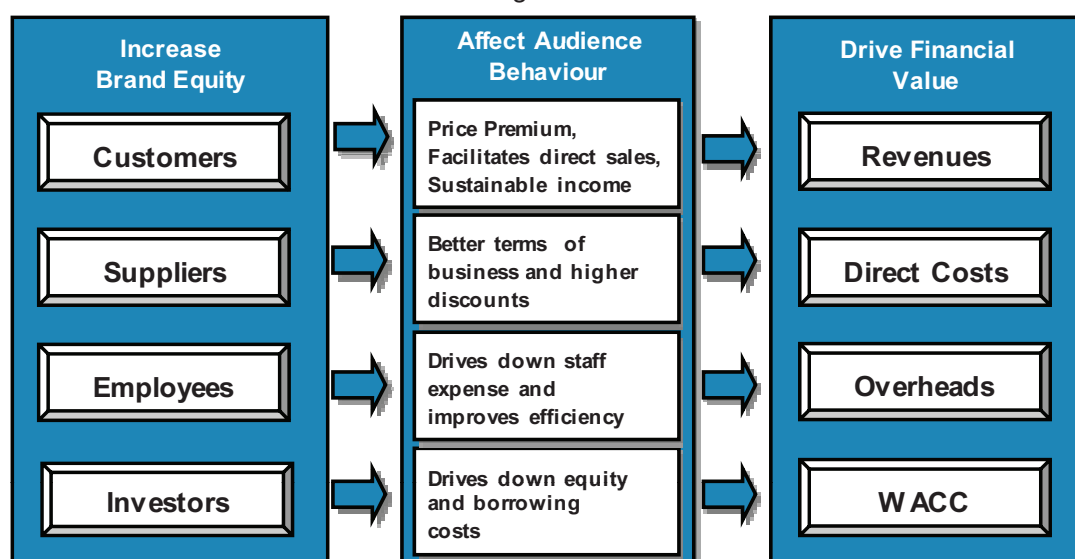 Increase
Brand Equity
Customers
Suppliers
Employees
Investors
Affect Audience
Behaviour
Price Premium,
Facilitates direct sales,
Sustainable income
Better terms of
business and higher
discounts
Drives down staff
expense and
improves efficiency
Drives down equity
and borrowing
costs
Drive Financial
Value
Revenues
Direct Costs
Overheads
WACC